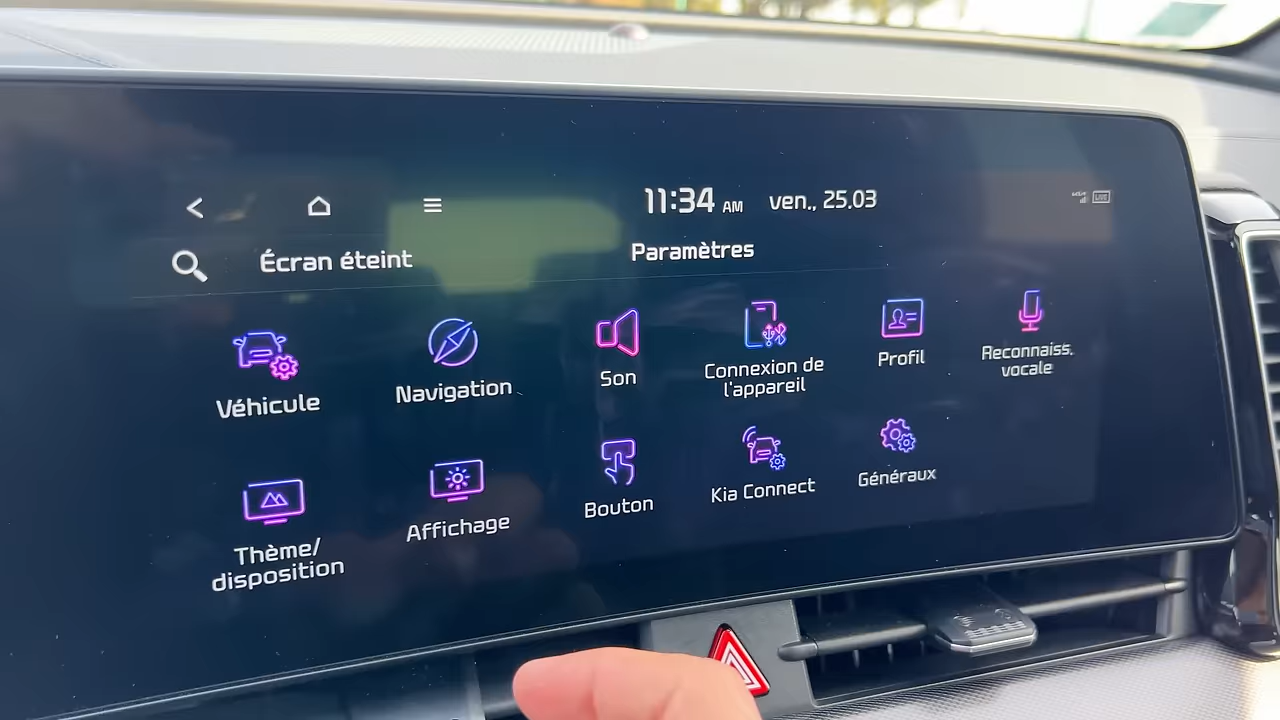 11:34 AM ven., 25.03
Écran éteint
Paramètres
Véhicule
Navigation
Son
Connexion de
l'appareil
Profil
Reconnaiss.
vocale
Thème/
disposition
Affichage
Bouton
Kia Connect
Généraux